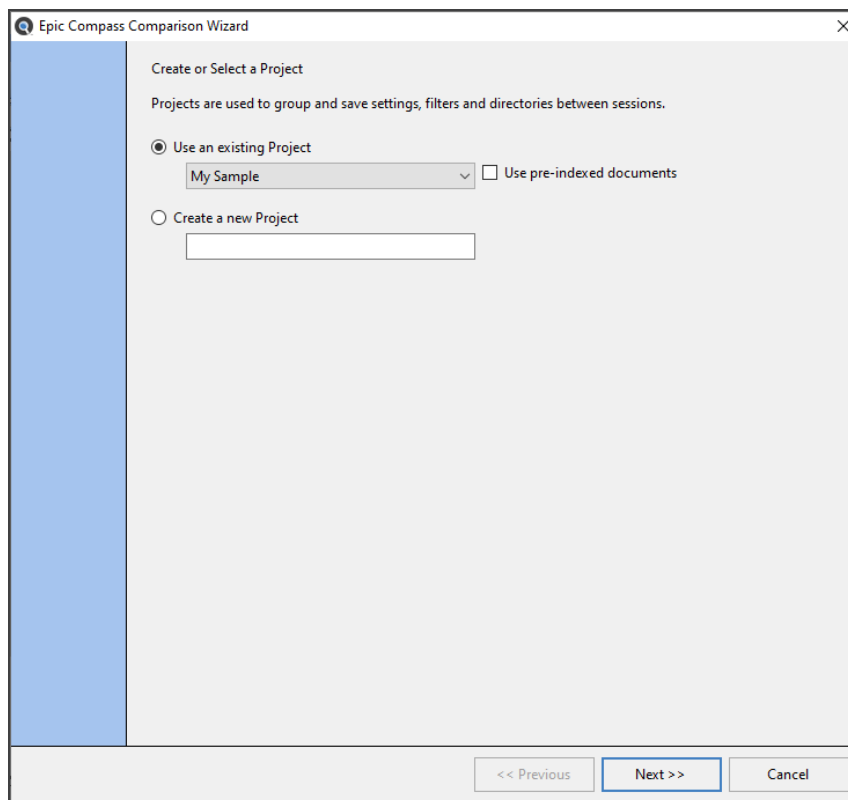 Epic Compass Comparison Wizard
Create or Select a Project
Projects are used to group and save settings, filters and directories between sessions.
Use an existing Project
My Sample
Use pre-indexed documents
Create a new Project
<< Previous
Next >>
Cancel